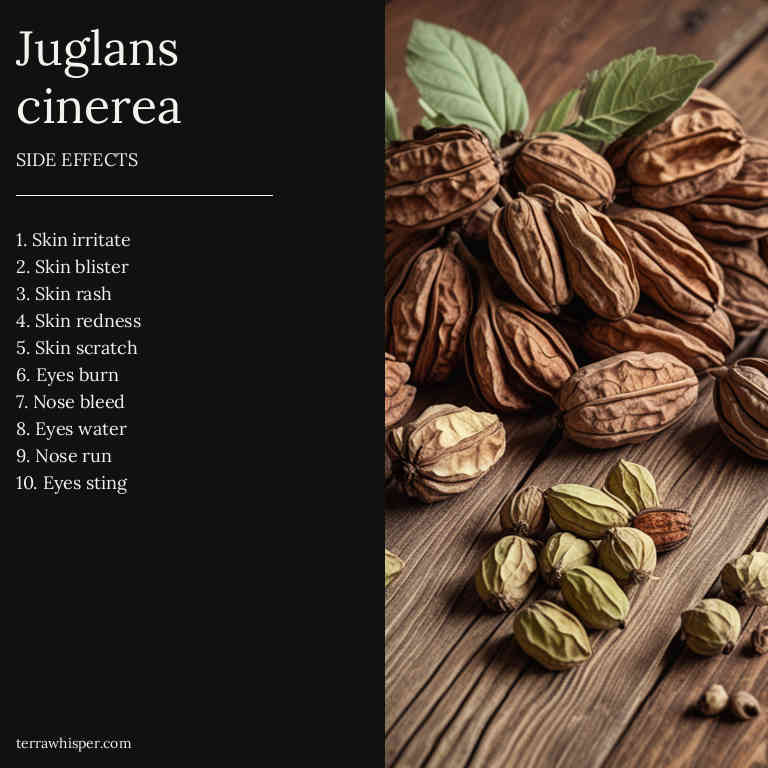 Juglans
cinerea
SIDE EFFECTS
1. Skin irritate
2. Skin blister
3. Skin rash
4. Skin redness
5. Skin scratch
6. Eyes burn
7. Nose bleed
8. Eyes water
9. Nose run
10. Eyes sting
terrawhisper.com